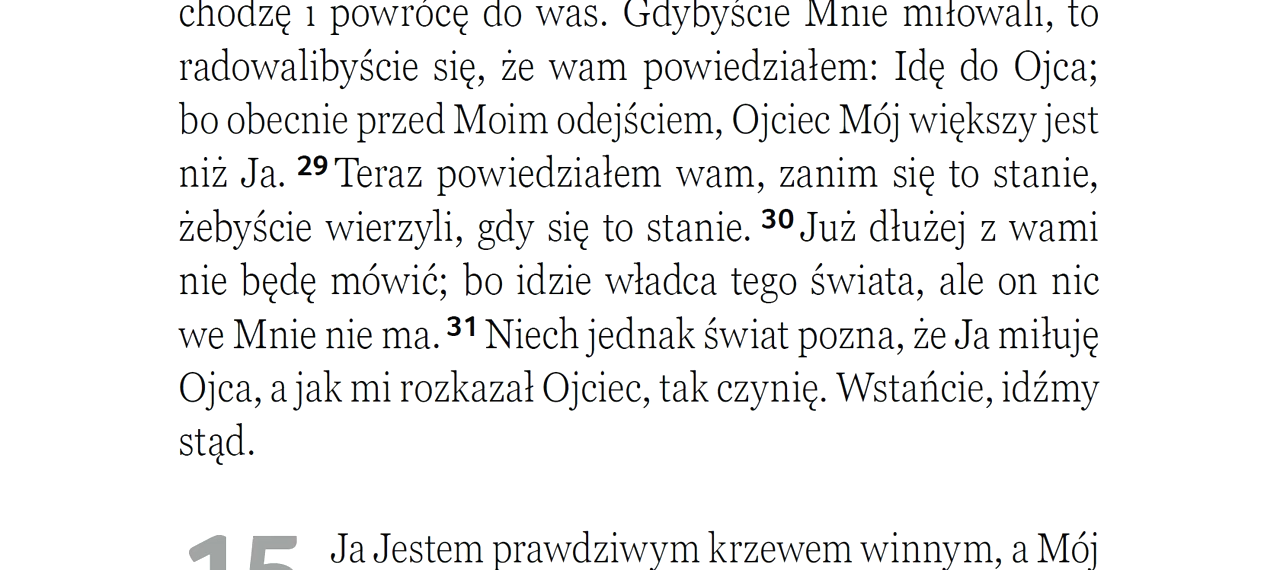 chodzę i powrócę do was. Gdybyście Mnie miłowali, to
radowalibyście się, że wam powiedziałem: Idę do Ojca;
bo obecnie przed Moim odejściem, Ojciec Mój większy jest
niż Ja. 29 Teraz powiedziałem wam, zanim się to stanie,
żebyście wierzyli, gdy się to stanie. 30 Już dłużej z wami
nie będę mówić; bo idzie władca tego świata, ale on nic
we Mnie nie ma. 31 Niech jednak świat pozna, że Ja miłuję
Ojca, a jak mi rozkazał Ojciec, tak czynię. Wstańcie, idźmy
stąd.
15 Ja Jestem prawdziwym krzewem winnym, a Mój